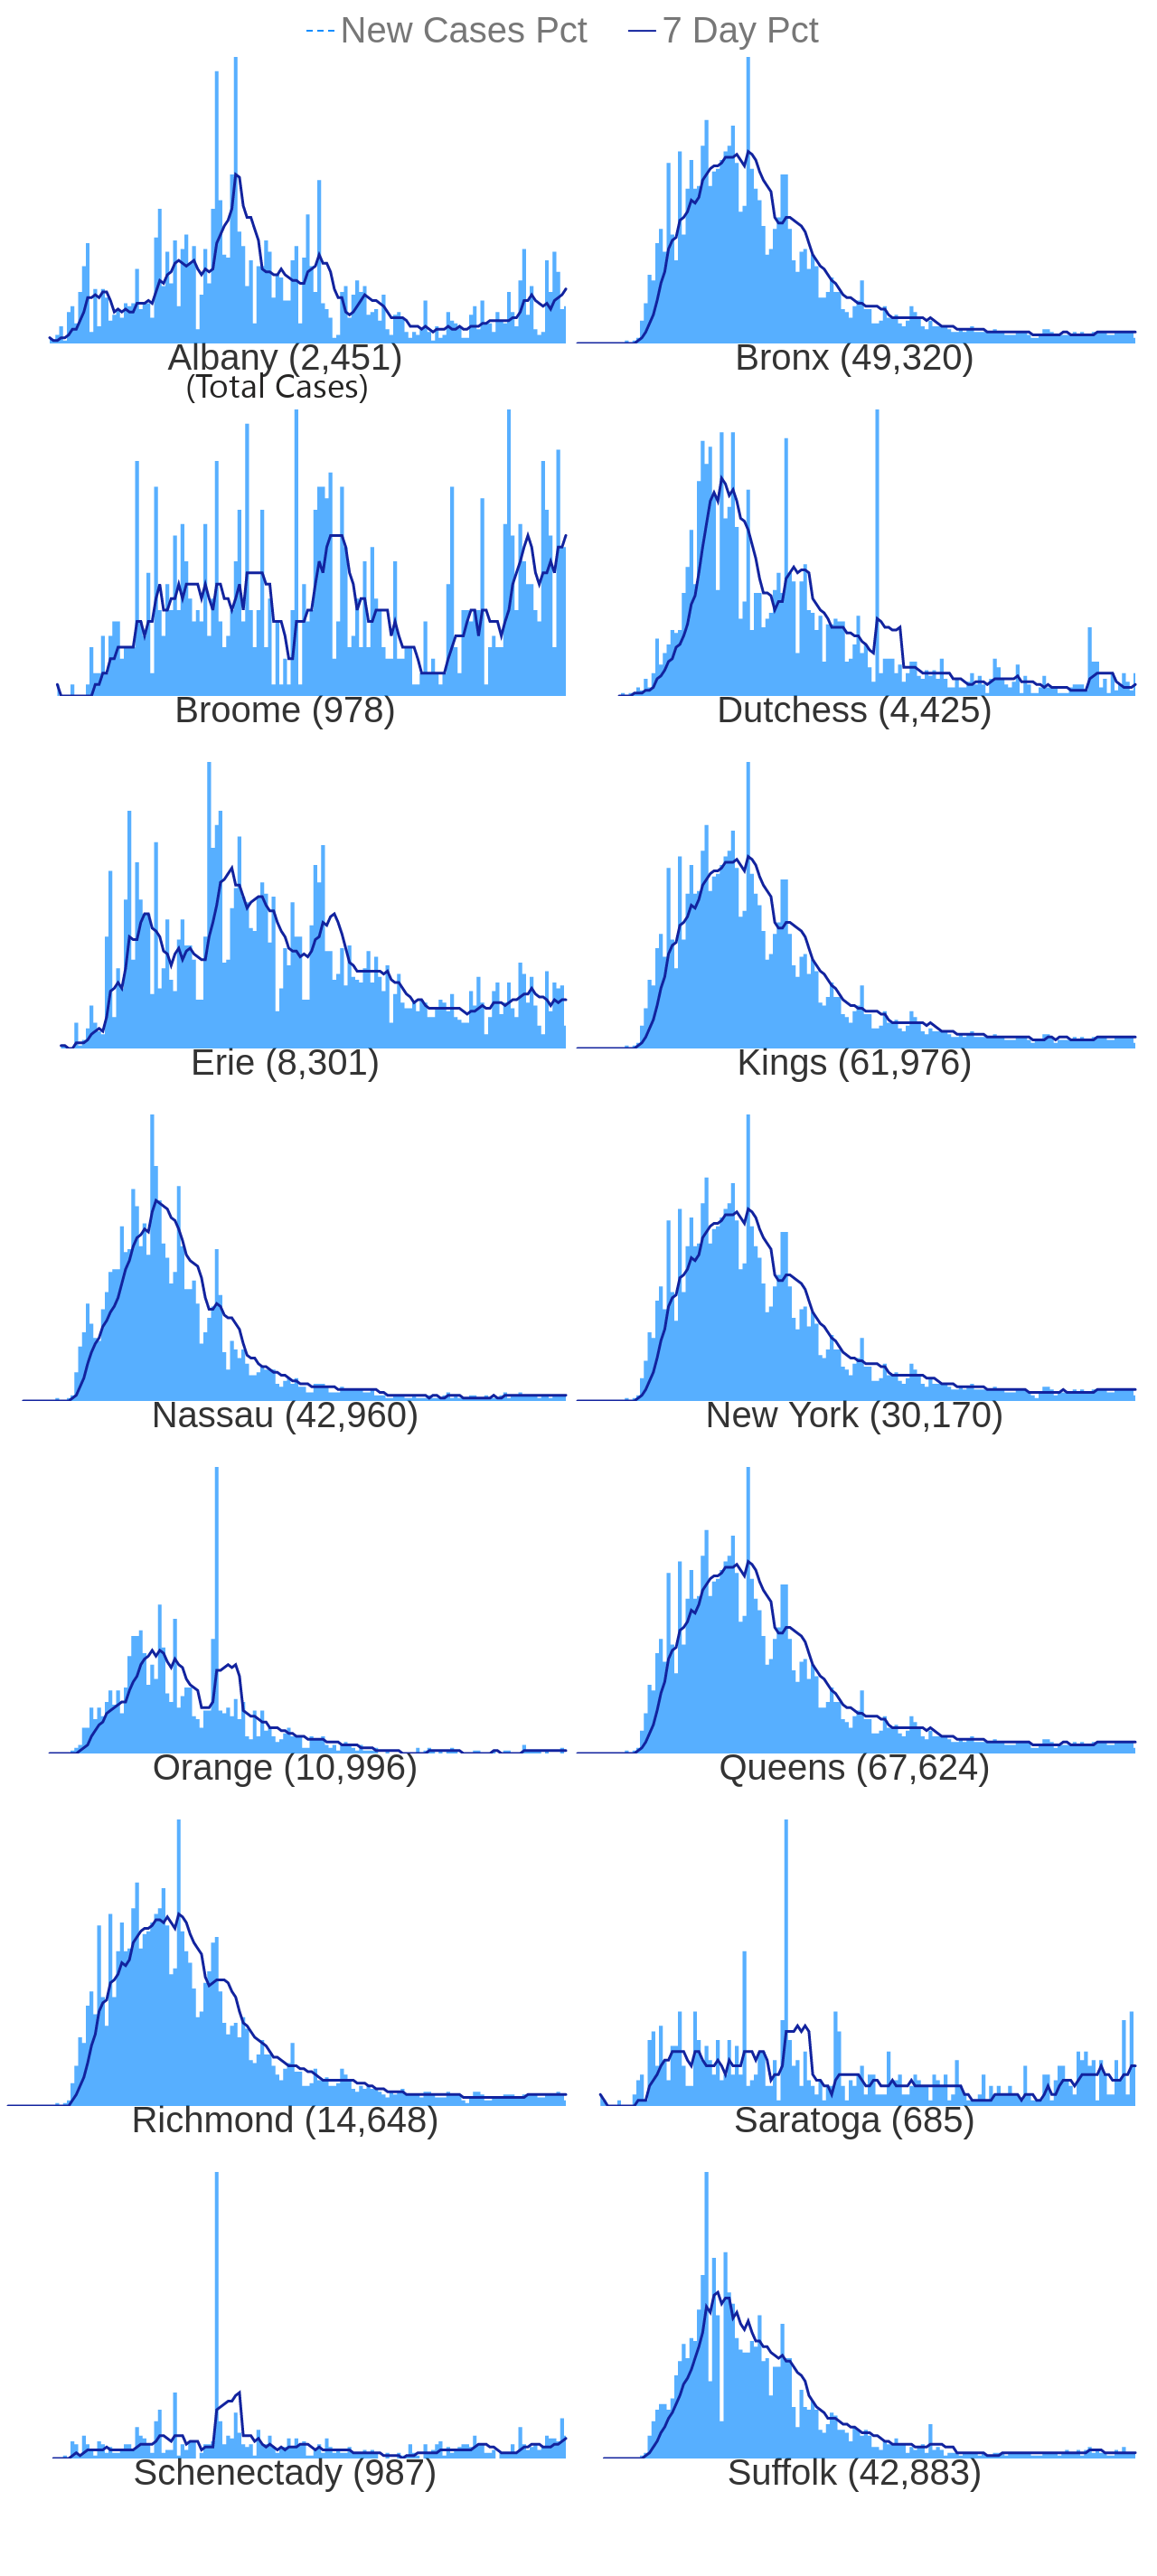 New Cases Pct 7 Day Pct
Albany (2,451) Bronx (49,320)
(Total Cases)
Broome (978) Dutchess (4,425)
Erie (8,301) Kings (61,976)
Nassau (42,960) New York (30,170)
Orange (10,996) Queens (67,624)
Richmond (14,648) Saratoga (685)
Schenectady (987) Suffolk (42,883)